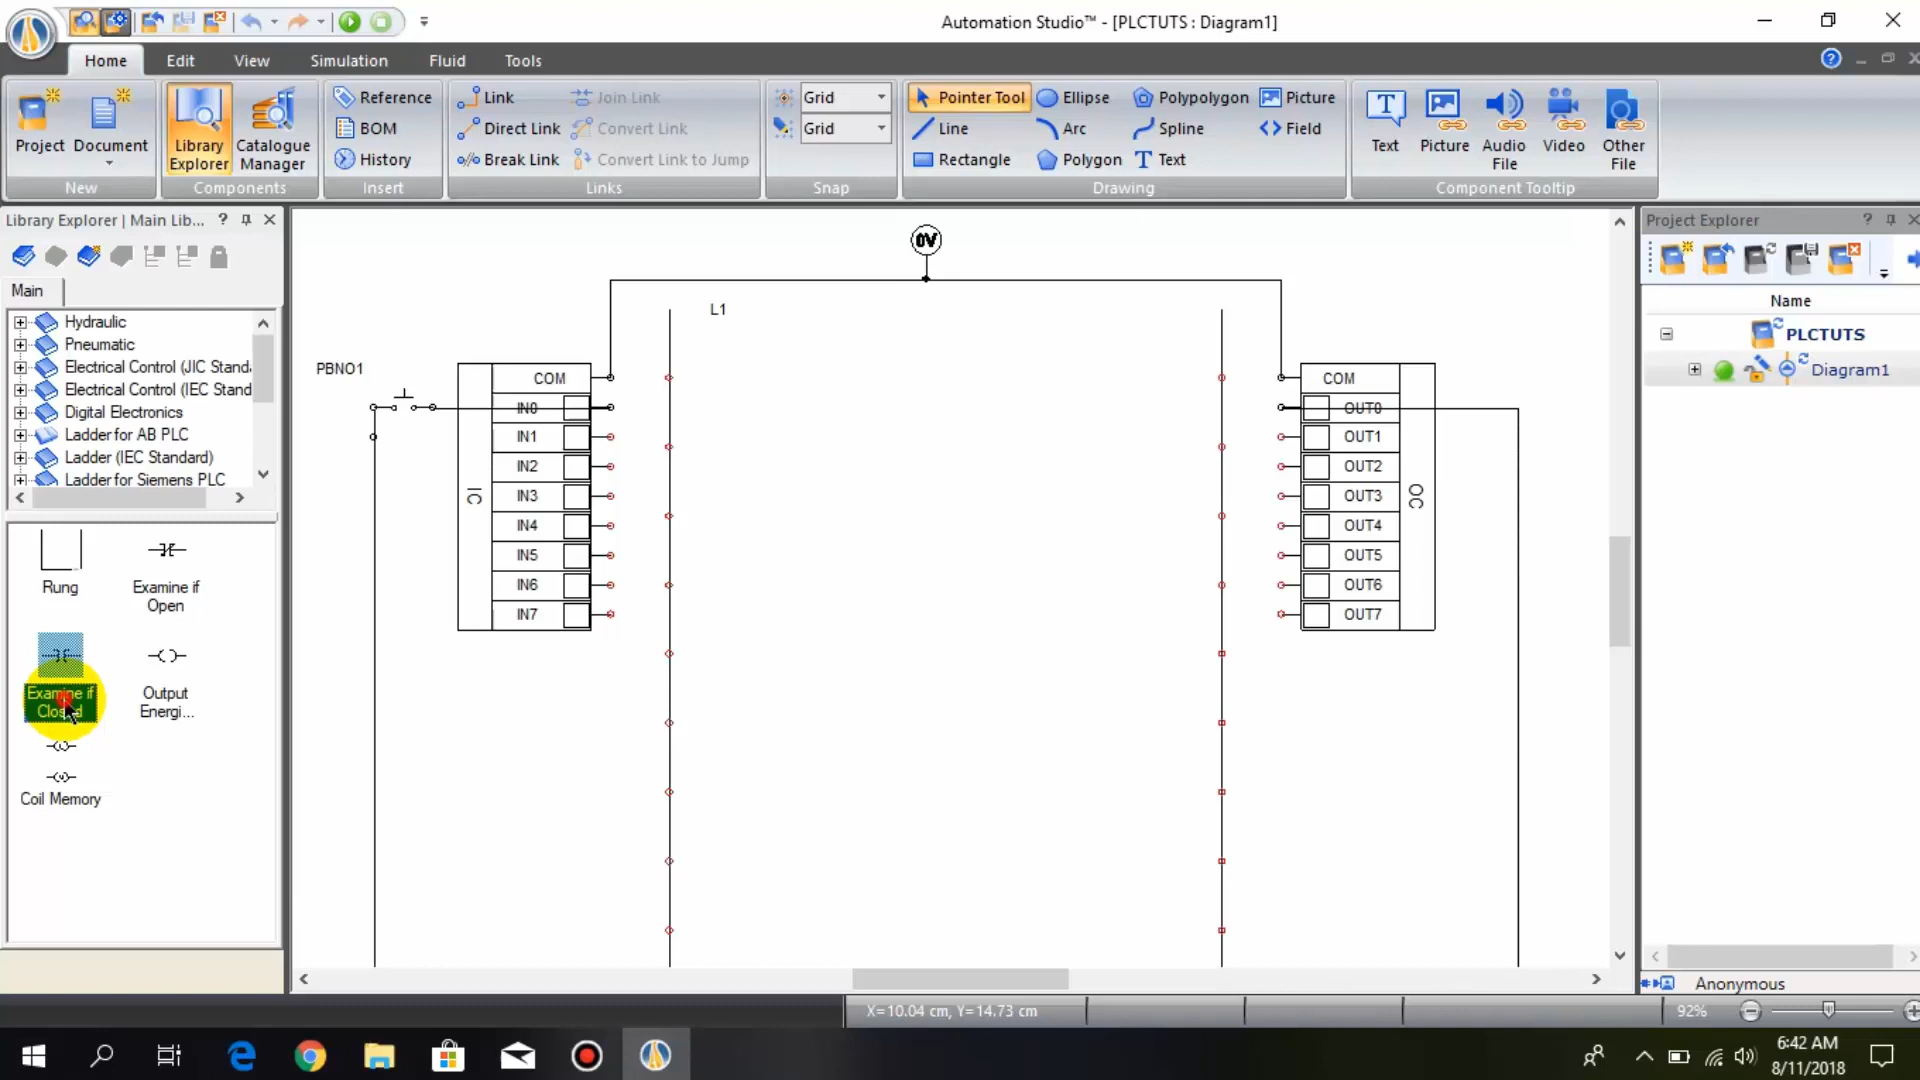 Automation Studio™ - [PLCTUTS : Diagram1]
Home Edit View Simulation Fluid Tools
Project
Document
New
Library Explorer
Catalogue Manager
Components
Reference
BOM
History
Insert
Link
Direct Link
Break Link
Join Link
Convert Link
Convert Link to Jump
Links
Grid
Grid
Snap
Pointer Tool
Line
Rectangle
Ellipse
Arc
Polygon
Polypolygon
Spline
Text
Picture
Field
Drawing
Text
Picture
Audio File
Video
Other File
Component Tooltip
Library Explorer | Main Lib...
Main
Hydraulic
Pneumatic
Electrical Control (JIC Stand
Electrical Control (IEC Stand
Digital Electronics
Ladder for AB PLC
Ladder (IEC Standard)
Ladder for Siemens PLC
Rung
Examine if Open
Examine if Closed
Output Energi...
Coil Memory
0V
L1
PBNO1
IC
COM
IN0
IN1
IN2
IN3
IN4
IN5
IN6
IN7
COM
OUT0
OUT1
OUT2
OUT3
OUT4
OUT5
OUT6
OUT7
OC
Project Explorer
Name
PLCTUTS
Diagram1
Anonymous
X=10.04 cm, Y=14.73 cm
92%
6:42 AM
8/11/2018